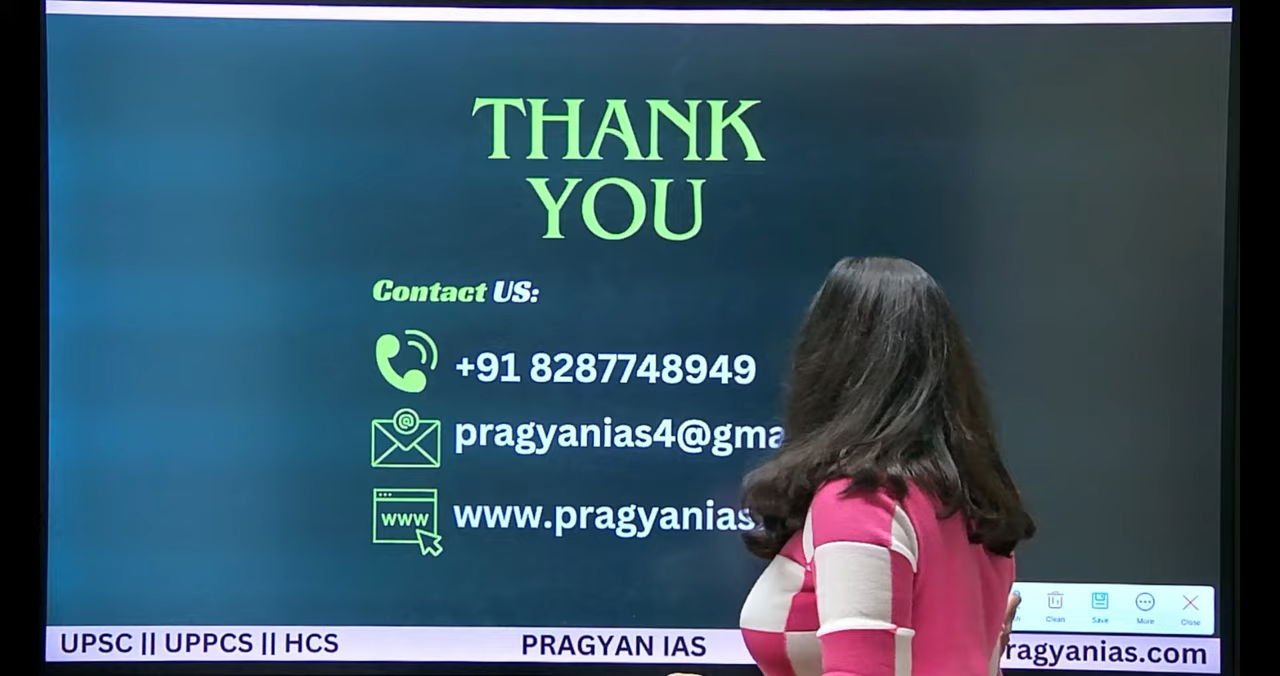 THANK
YOU
Contact US:
+91 8287748949
@
pragyanias4@gma
www
www.pragyanias
Clean
Save
More
Close
UPSC || UPPCS || HCS
PRAGYAN IAS
ragyanias.com